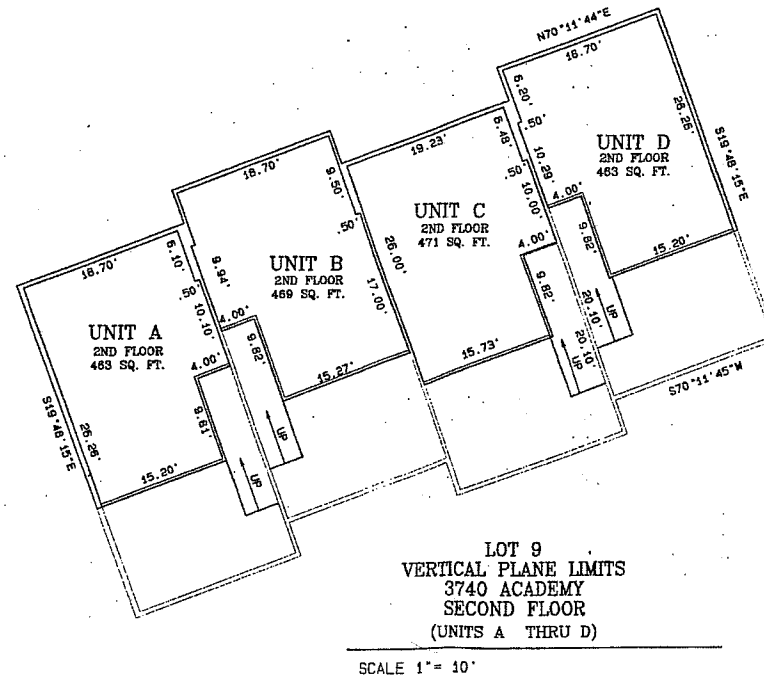 N70°11'44"E
18.70'
6.20'
.50'
26.26'
S19°48'15"E
UNIT D
2ND FLOOR
463 SQ. FT.
10.29'
4.00'
9.82'
15.20'
20.10'
UP
19.23'
6.48'
.50'
10.00'
UNIT C
2ND FLOOR
471 SQ. FT.
4.00'
9.82'
15.73'
20.10'
UP
S70°11'45"W
18.70'
9.50'
.50'
9.94'
UNIT B
2ND FLOOR
469 SQ. FT.
26.00'
17.00'
4.00'
9.82'
15.27'
UP
18.70'
6.10'
.50'
10.10'
UNIT A
2ND FLOOR
463 SQ. FT.
4.00'
S19°48'15"E
26.26'
9.61'
15.20'
UP
LOT 9
VERTICAL PLANE LIMITS
3740 ACADEMY
SECOND FLOOR
(UNITS A THRU D)
SCALE 1"= 10'